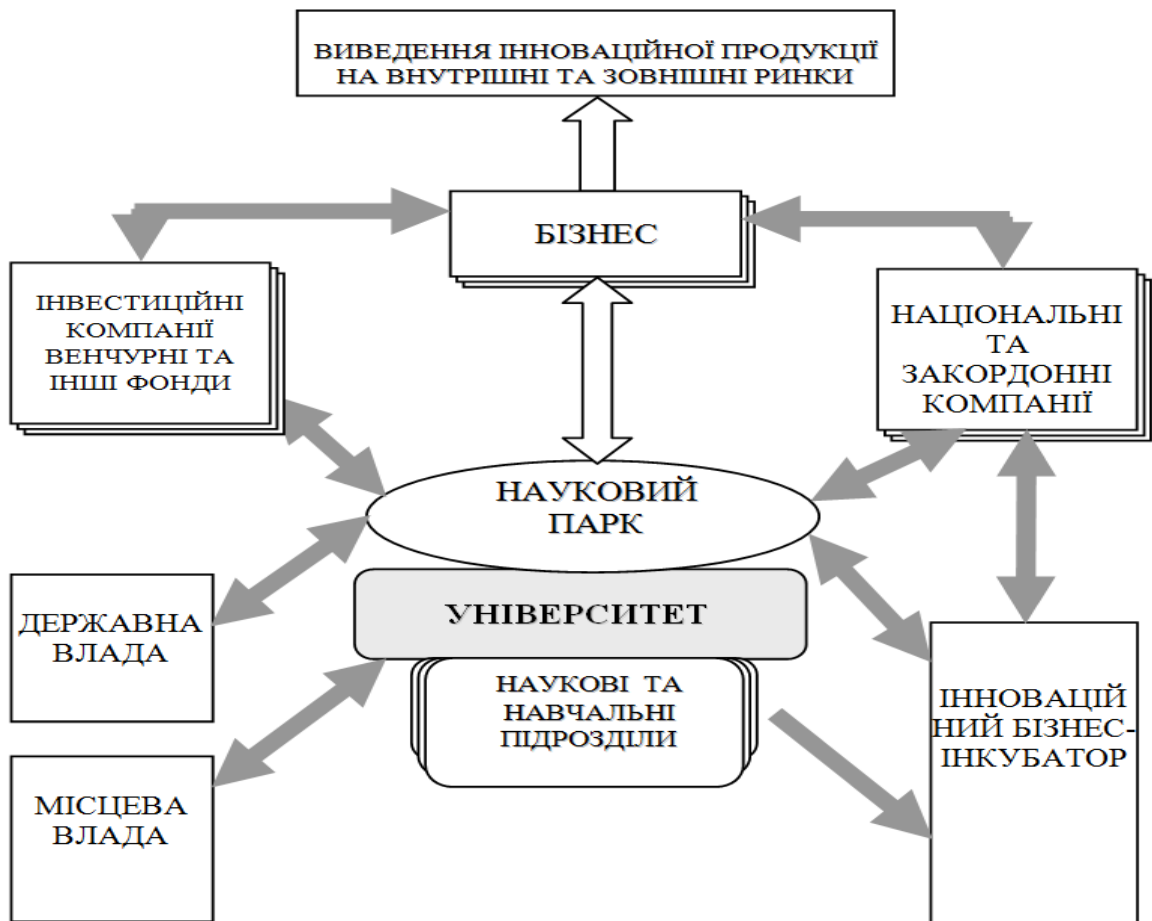 ВИВЕДЕННЯ ІННОВАЦІЙНОЇ ПРОДУКЦІЇ
НА ВНУТРІШНІ ТА ЗОВНІШНІ РИНКИ
БІЗНЕС
ІНВЕСТИЦІЙНІ
КОМПАНІЇ
ВЕНЧУРНІ ТА
ІНШІ ФОНДИ
НАЦІОНАЛЬНІ
ТА
ЗАКОРДОННІ
КОМПАНІЇ
НАУКОВИЙ
ПАРК
УНІВЕРСИТЕТ
ДЕРЖАВНА
ВЛАДА
НАУКОВІ ТА
НАВЧАЛЬНІ
ПІДРОЗДІЛИ
ІННОВАЦІЙ
НИЙ БІЗНЕС-
ІНКУБАТОР
МІСЦЕВА
ВЛАДА